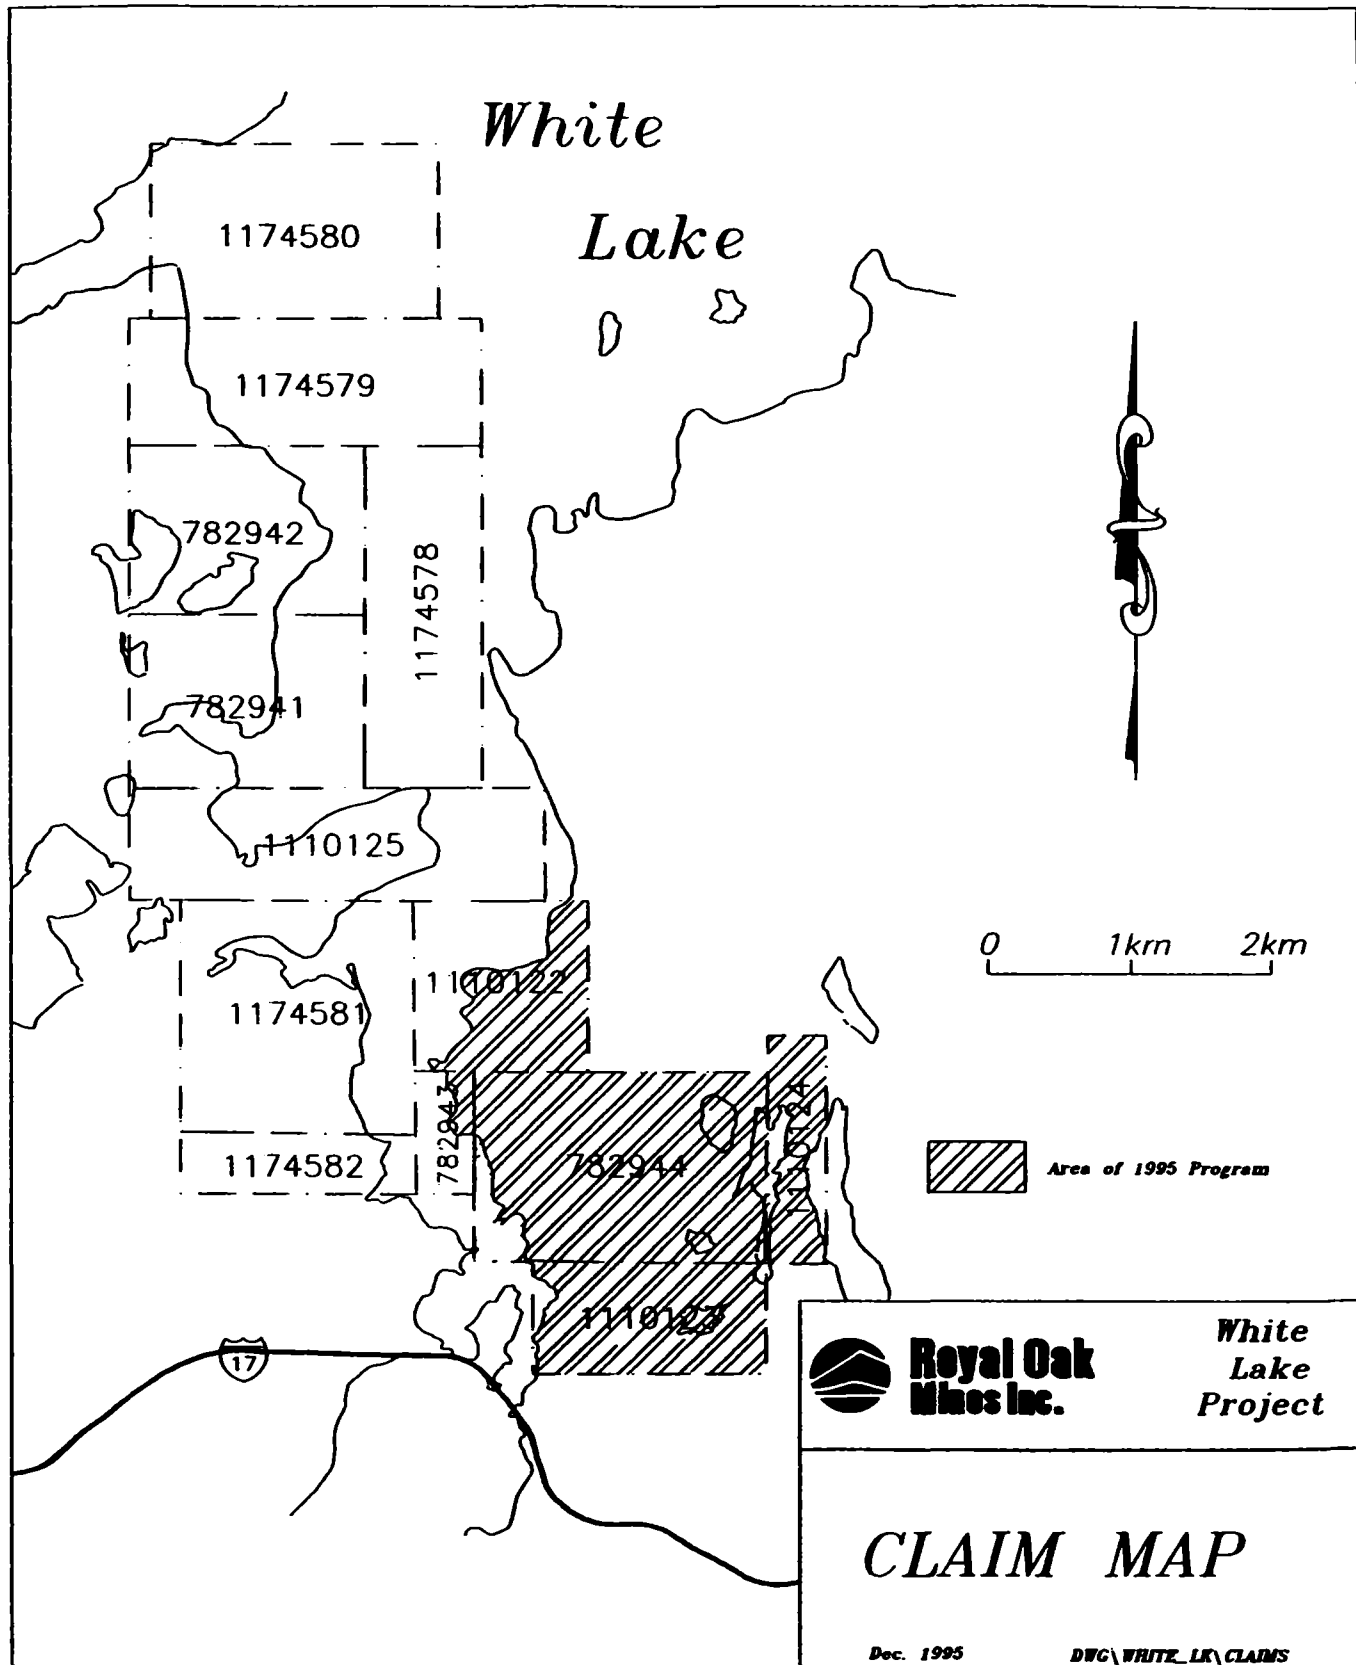 White
Lake
1174580
1174579
782942
1174578
782941
1110125
1110122
1174581
782943
1174582
782944
1110124
1110123
0 1km 2km
Area of 1995 Program
17
Royal Oak
Mines Inc.
White
Lake
Project
CLAIM MAP
Dec. 1995 DWG\WHITE_LK\CLAIMS